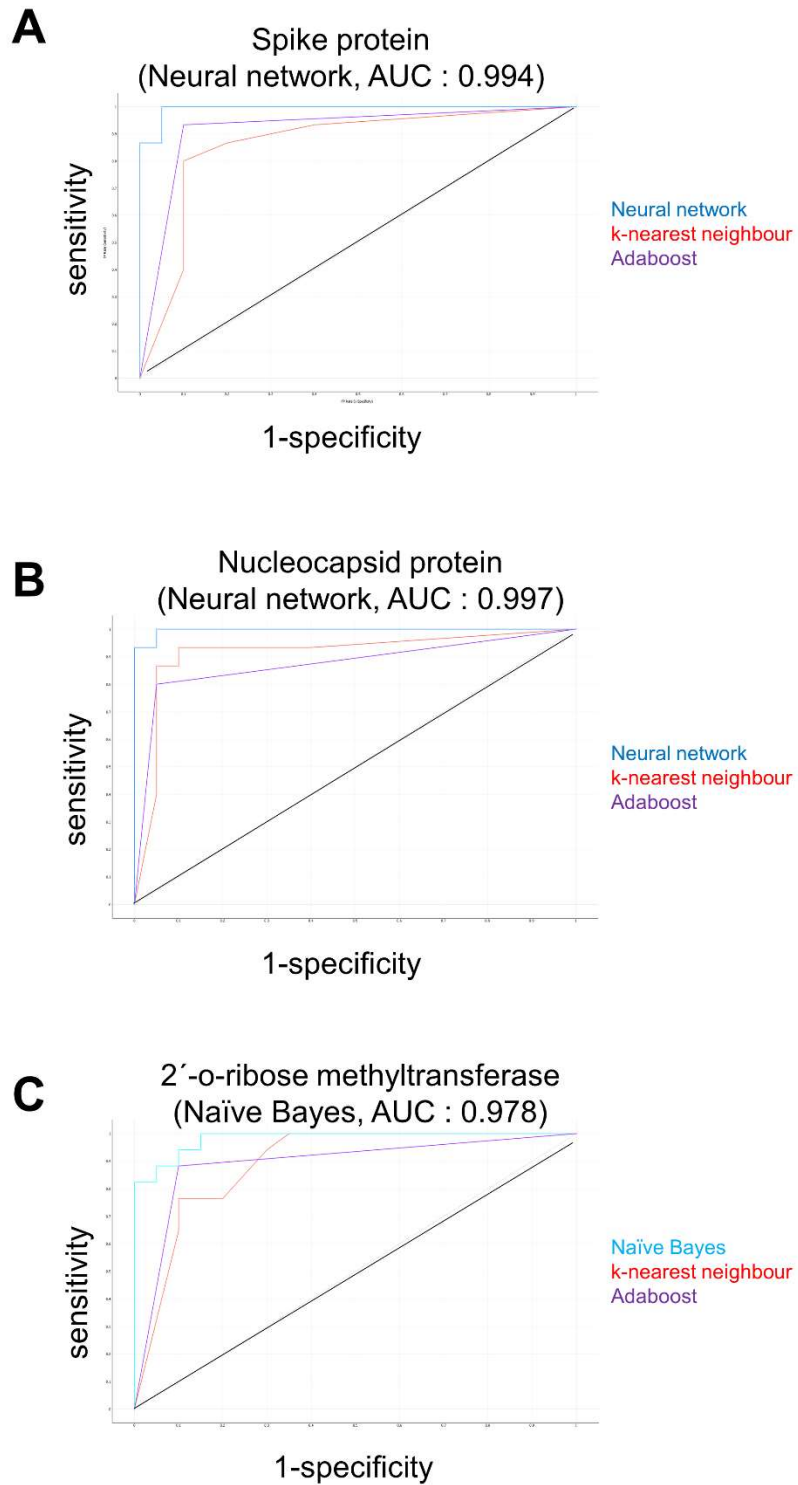 A
Spike protein
(Neural network, AUC : 0.994)
sensitivity
Neural network
k-nearest neighbour
Adaboost
1-specificity
B
Nucleocapsid protein
(Neural network, AUC : 0.997)
sensitivity
Neural network
k-nearest neighbour
Adaboost
1-specificity
C
2´-o-ribose methyltransferase
(Naïve Bayes, AUC : 0.978)
sensitivity
Naïve Bayes
k-nearest neighbour
Adaboost
1-specificity